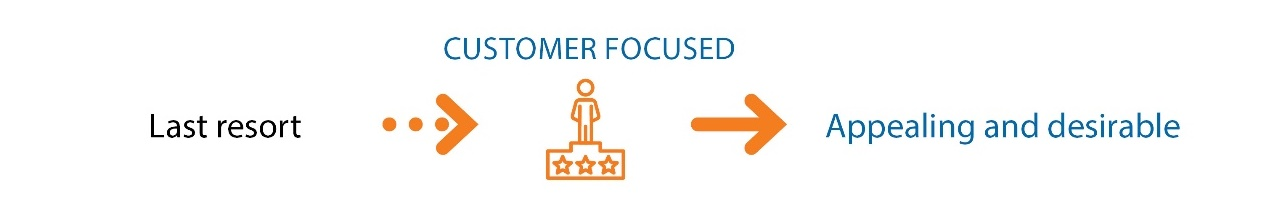 CUSTOMER FOCUSED
Last resort
Appealing and desirable